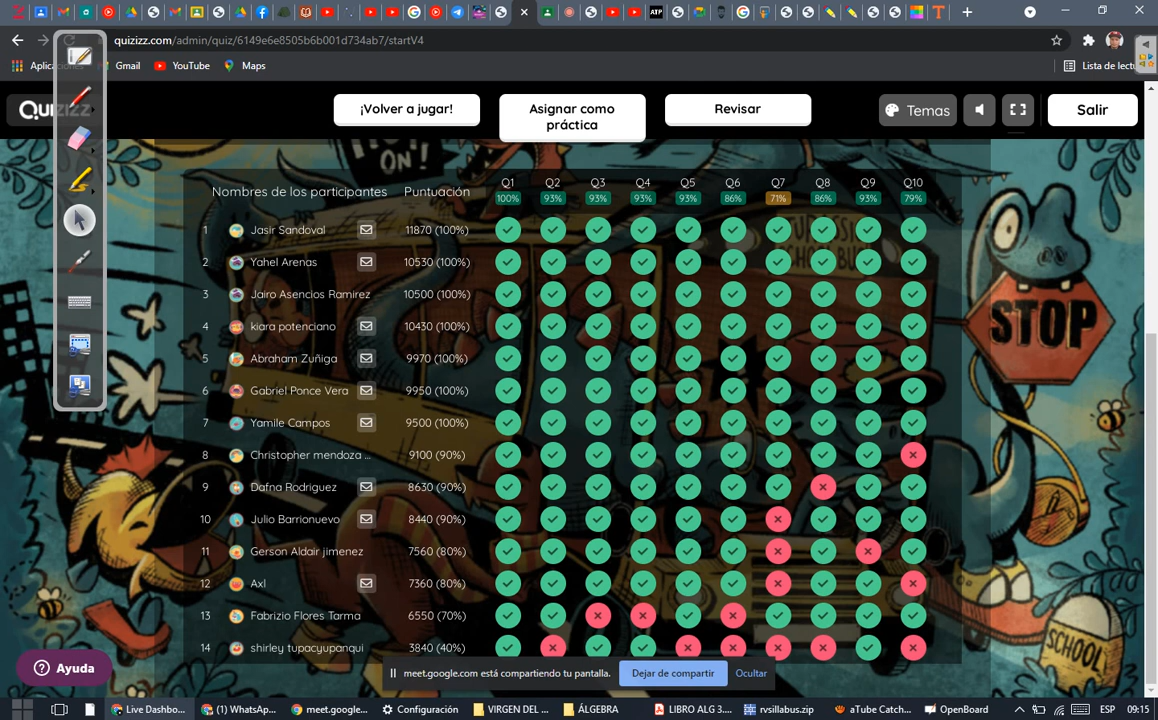 quizizz.com/admin/quiz/6149e6e8505b6b001d734ab7/startV4
Gmail
YouTube
Maps
¡Volver a jugar!
Asignar como
práctica
Revisar
Temas
Salir
ON!
Nombres de los participantes Puntuación Q1 Q2 Q3 Q4 Q5 Q6 Q7 Q8 Q9 Q10
100% 93% 93% 93% 93% 86% 71% 86% 93% 79%
1 Jasir Sandoval 11870 (100%)
2 Yahel Arenas 10530 (100%)
3 Jairo Asencios Ramirez 10500 (100%)
4 kiara potenciano 10430 (100%)
5 Abraham Zuñiga 9970 (100%)
6 Gabriel Ponce Vera 9950 (100%)
7 Yamile Campos 9500 (100%)
8 Christopher mendoza ... 9100 (90%)
9 Dafna Rodriguez 8630 (90%)
10 Julio Barrionuevo 8440 (90%)
11 Gerson Aldair jimenez 7560 (80%)
12 Axl 7360 (80%)
13 Fabrizio Flores Tarma 6550 (70%)
14 shirley tupacyupanqui 3840 (40%)
STOP
SCHOOL
Ayuda
meet.google.com está compartiendo tu pantalla.
Dejar de compartir
Ocultar
Live Dashbo...
(1) WhatsAp...
meet.google...
Configuración
VIRGEN DEL ...
ÁLGEBRA
LIBRO ALG 3....
rvsillabus.zip
aTube Catch...
OpenBoard
ESP
09:15